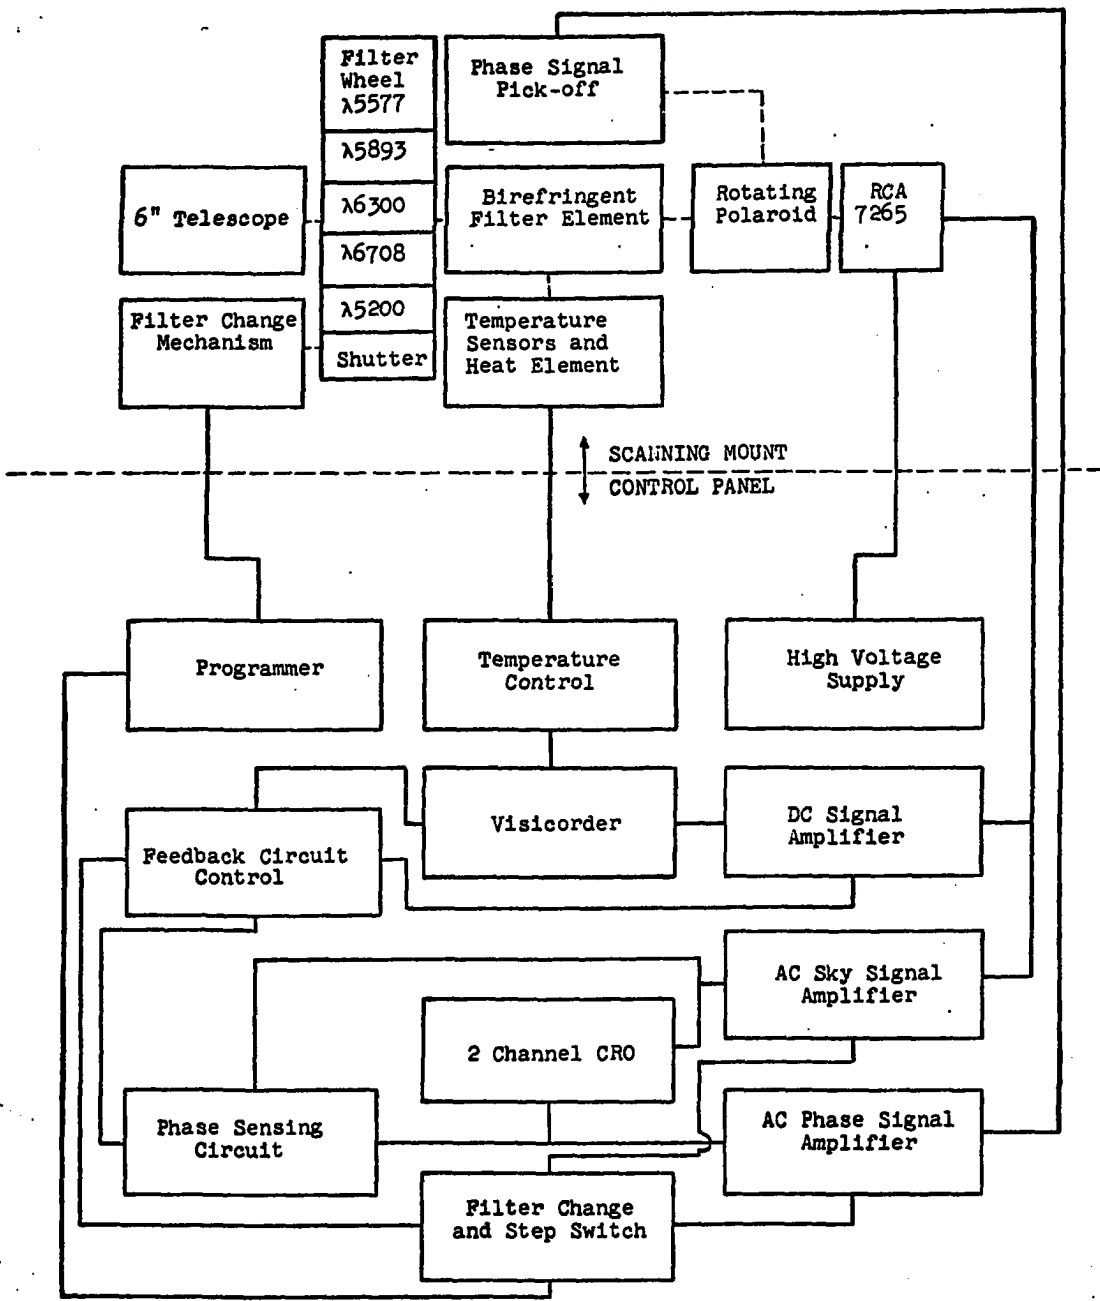 Filter
Wheel
λ5577
λ5893
λ6300
λ6708
λ5200
Shutter
Phase Signal
Pick-off
6" Telescope
Birefringent
Filter Element
Rotating
Polaroid
RCA
7265
Filter Change
Mechanism
Temperature
Sensors and
Heat Element
SCANNING MOUNT
CONTROL PANEL
Programmer
Temperature
Control
High Voltage
Supply
Feedback Circuit
Control
Visicorder
DC Signal
Amplifier
AC Sky Signal
Amplifier
2 Channel CRO
Phase Sensing
Circuit
AC Phase Signal
Amplifier
Filter Change
and Step Switch